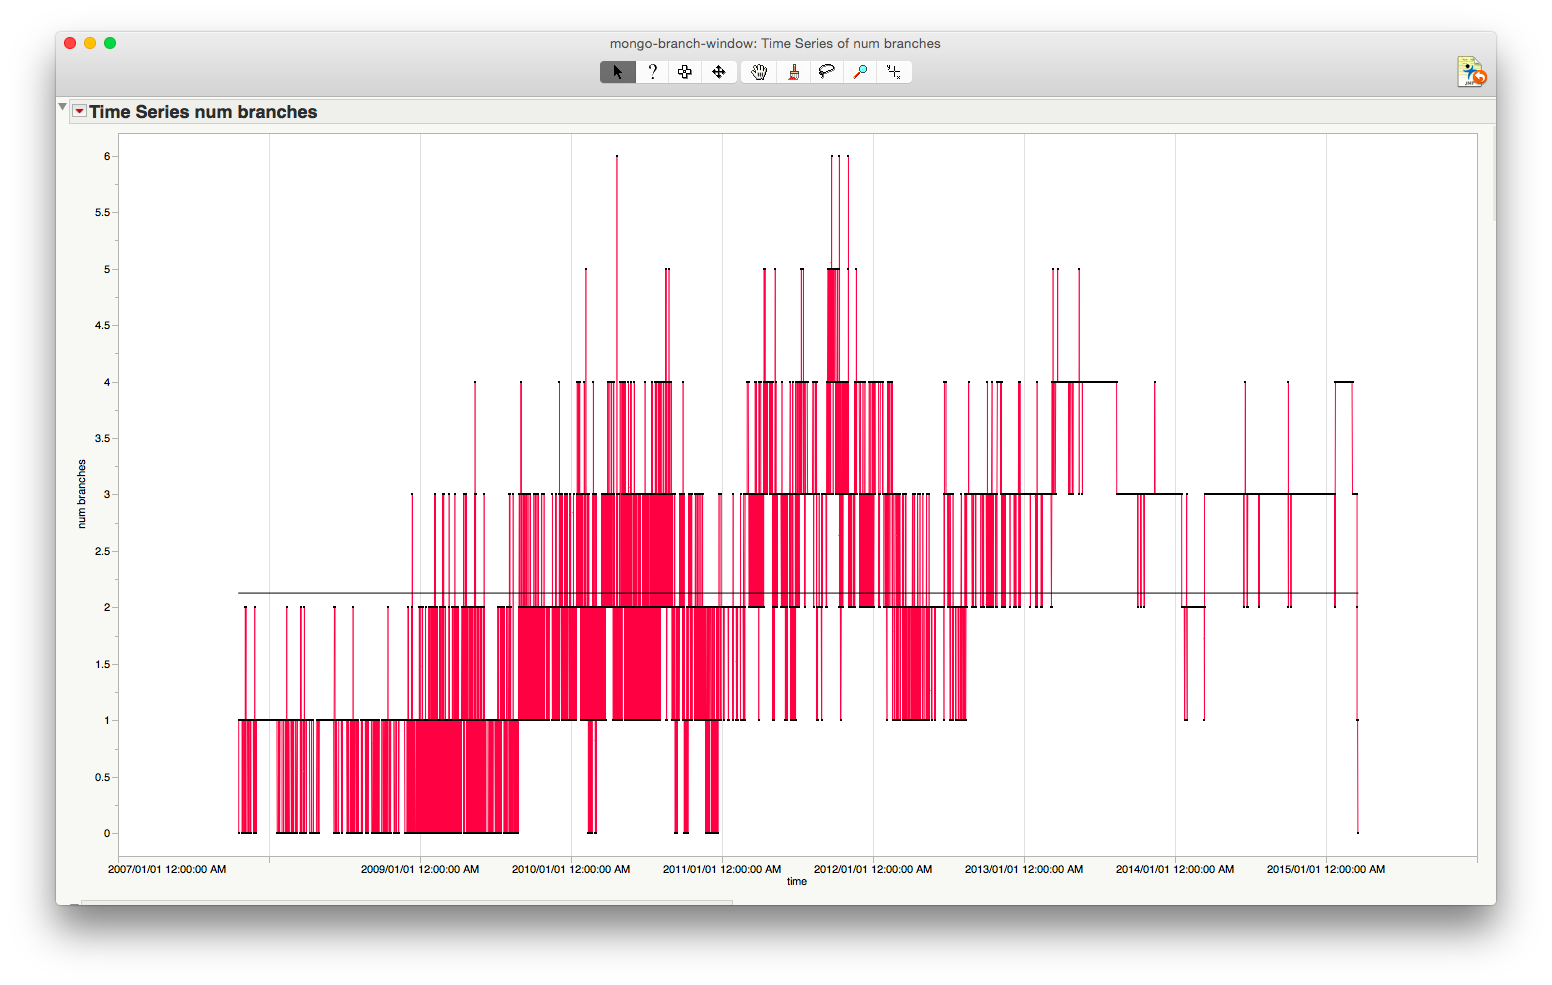 mongo-branch-window: Time Series of num branches
?
JMP
Time Series num branches
6
5.5
5
4.5
4
3.5
3
2.5
2
1.5
1
0.5
0
num branches
2007/01/01 12:00:00 AM
2009/01/01 12:00:00 AM
2010/01/01 12:00:00 AM
2011/01/01 12:00:00 AM
2012/01/01 12:00:00 AM
2013/01/01 12:00:00 AM
2014/01/01 12:00:00 AM
2015/01/01 12:00:00 AM
time